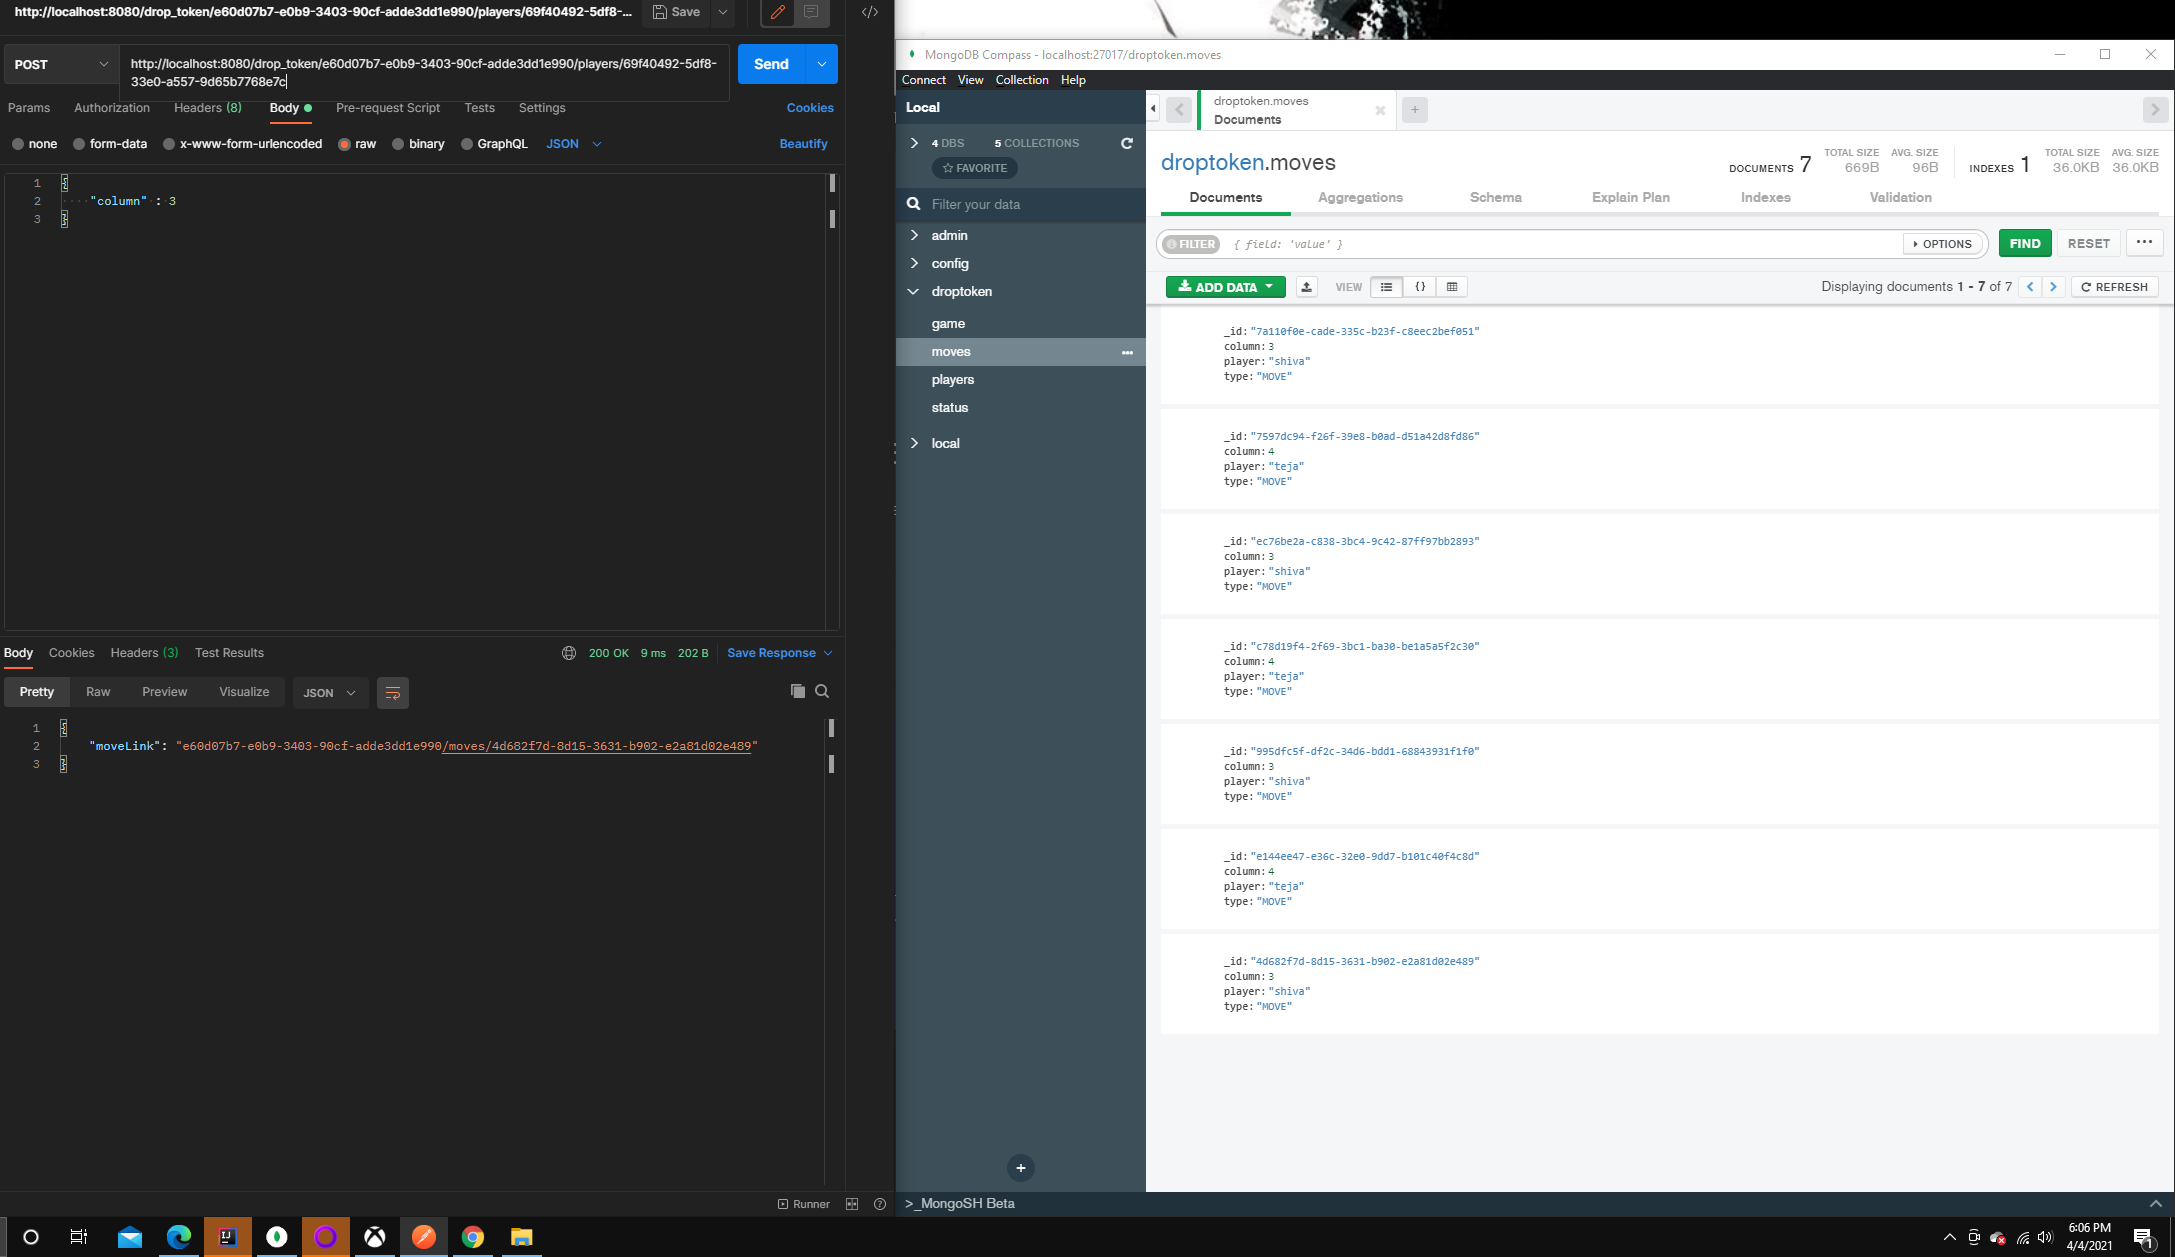 http://localhost:8080/drop_token/e60d07b7-e0b9-3403-90cf-adde3dd1e990/players/69f40492-5df8-...
Save
POST
http://localhost:8080/drop_token/e60d07b7-e0b9-3403-90cf-adde3dd1e990/players/69f40492-5df8-
33e0-a557-9d65b7768e7c
Send
Params Authorization Headers (8) Body Pre-request Script Tests Settings Cookies
none form-data x-www-form-urlencoded raw binary GraphQL JSON Beautify
1 {
2 "column" : 3
3 }
Body Cookies Headers (3) Test Results 200 OK 9 ms 202 B Save Response
Pretty Raw Preview Visualize JSON
1 {
2 "moveLink": "e60d07b7-e0b9-3403-90cf-adde3dd1e990/moves/4d682f7d-8d15-3631-b902-e2a81d02e489"
3 }
Runner
MongoDB Compass - localhost:27017/droptoken.moves
Connect View Collection Help
Local
4 DBS 5 COLLECTIONS
FAVORITE
Filter your data
admin
config
droptoken
game
moves
players
status
local
droptoken.moves
Documents
droptoken.moves
DOCUMENTS 7 TOTAL SIZE 669B AVG. SIZE 96B INDEXES 1 TOTAL SIZE 36.0KB AVG. SIZE 36.0KB
Documents Aggregations Schema Explain Plan Indexes Validation
FILTER { field: 'value' } OPTIONS FIND RESET ...
ADD DATA VIEW {} Displaying documents 1 - 7 of 7 REFRESH
_id:"7a110f0e-cade-335c-b23f-c8eec2bef051"
column:3
player:"shiva"
type:"MOVE"
_id:"7597dc94-f26f-39e8-b0ad-d51a42d8fd86"
column:4
player:"teja"
type:"MOVE"
_id:"ec76be2a-c838-3bc4-9c42-87ff97bb2893"
column:3
player:"shiva"
type:"MOVE"
_id:"c78d19f4-2f69-3bc1-ba30-be1a5a5f2c30"
column:4
player:"teja"
type:"MOVE"
_id:"995dfc5f-df2c-34d6-bdd1-68843931f1f0"
column:3
player:"shiva"
type:"MOVE"
_id:"e144ee47-e36c-32e0-9dd7-b101c40f4c8d"
column:4
player:"teja"
type:"MOVE"
_id:"4d682f7d-8d15-3631-b902-e2a81d02e489"
column:3
player:"shiva"
type:"MOVE"
>_MongoSH Beta
IJ
6:06 PM
4/4/2021
1